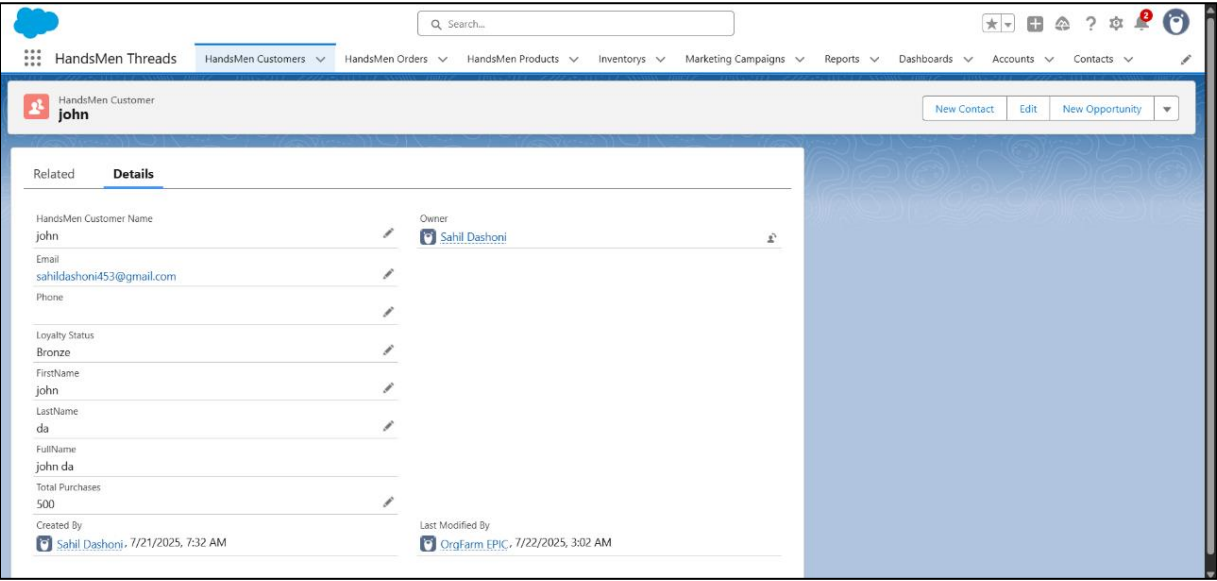 Search...
2
HandsMen Threads HandsMen Customers HandsMen Orders HandsMen Products Inventorys Marketing Campaigns Reports Dashboards Accounts Contacts
HandsMen Customer
john
New Contact Edit New Opportunity
Related Details
HandsMen Customer Name Owner
john Sahil Dashoni
Email
sahildashoni453@gmail.com
Phone
Loyalty Status
Bronze
FirstName
john
LastName
da
FullName
john da
Total Purchases
500
Created By Last Modified By
Sahil Dashoni, 7/21/2025, 7:32 AM OrgFarm EPIC, 7/22/2025, 3:02 AM